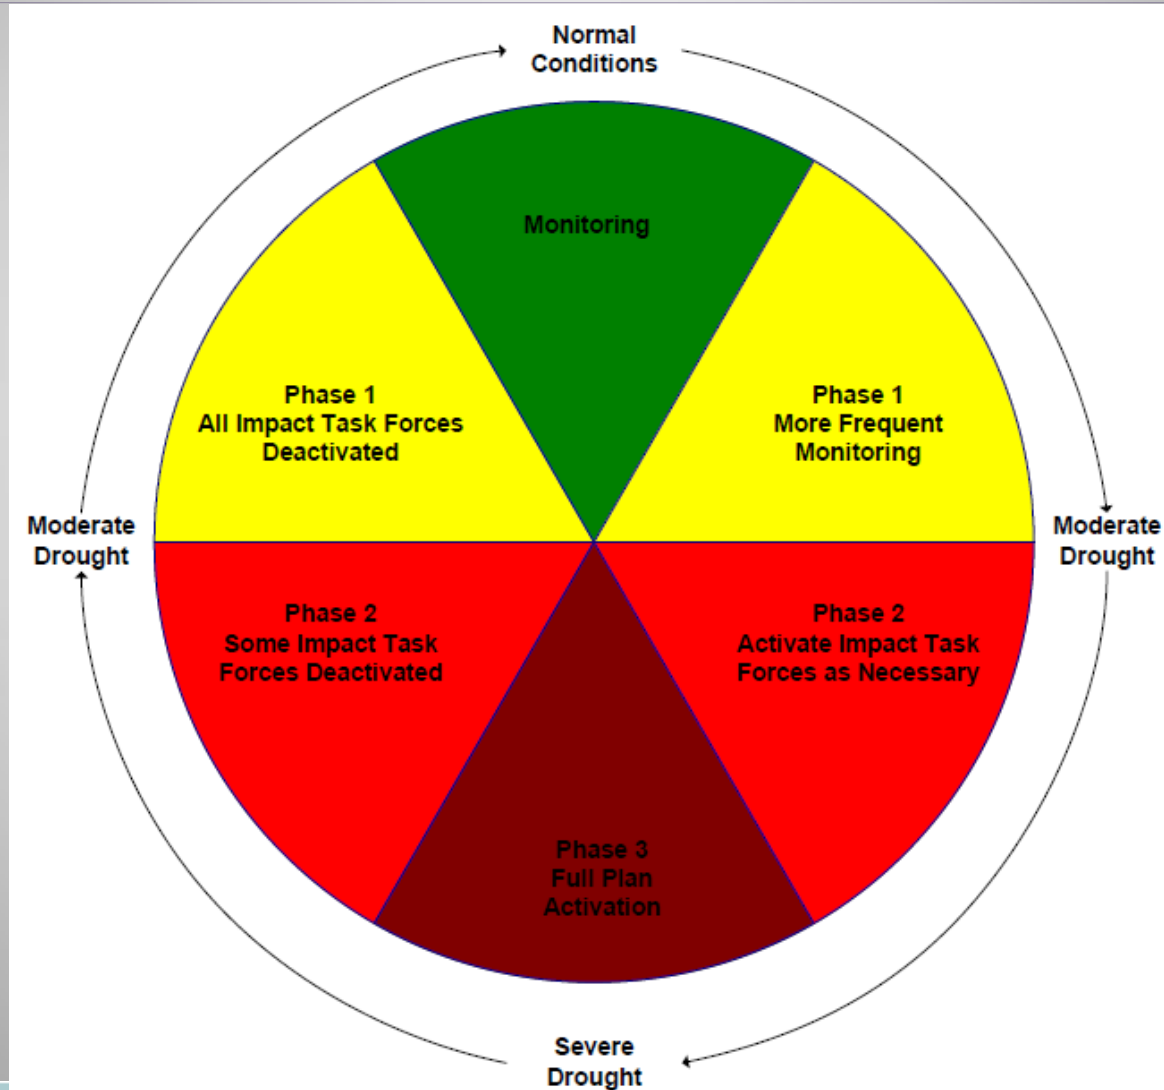 Normal
Conditions
Monitoring
Phase 1
All Impact Task Forces
Deactivated
Phase 1
More Frequent
Monitoring
Moderate
Drought
Moderate
Drought
Phase 2
Some Impact Task
Forces Deactivated
Phase 2
Activate Impact Task
Forces as Necessary
Phase 3
Full Plan
Activation
Severe
Drought